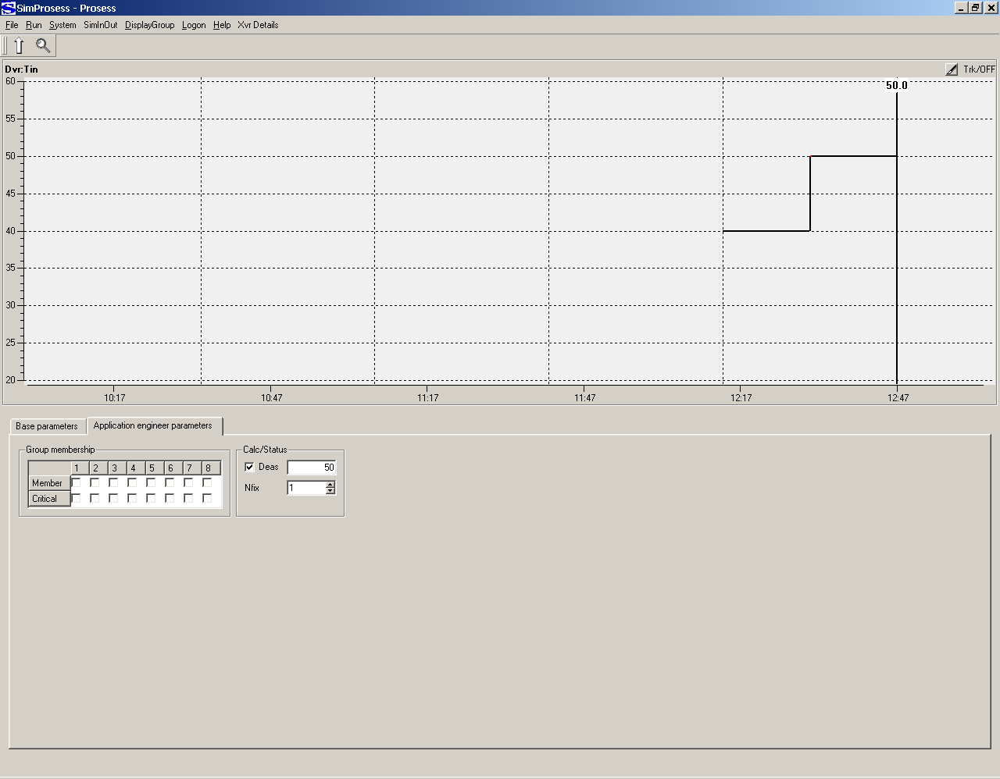 SimProsess - Prosess
File Run System SimInOut DisplayGroup Logon Help Xvr Details
Dvr:Tin Trk/OFF
60
50.0
55
50
45
40
35
30
25
20
10:17 10:47 11:17 11:47 12:17 12:47
Base parameters Application engineer parameters
Group membership Calc/Status
1 2 3 4 5 6 7 8
Deas 50
Member
Nfix 1
Critical